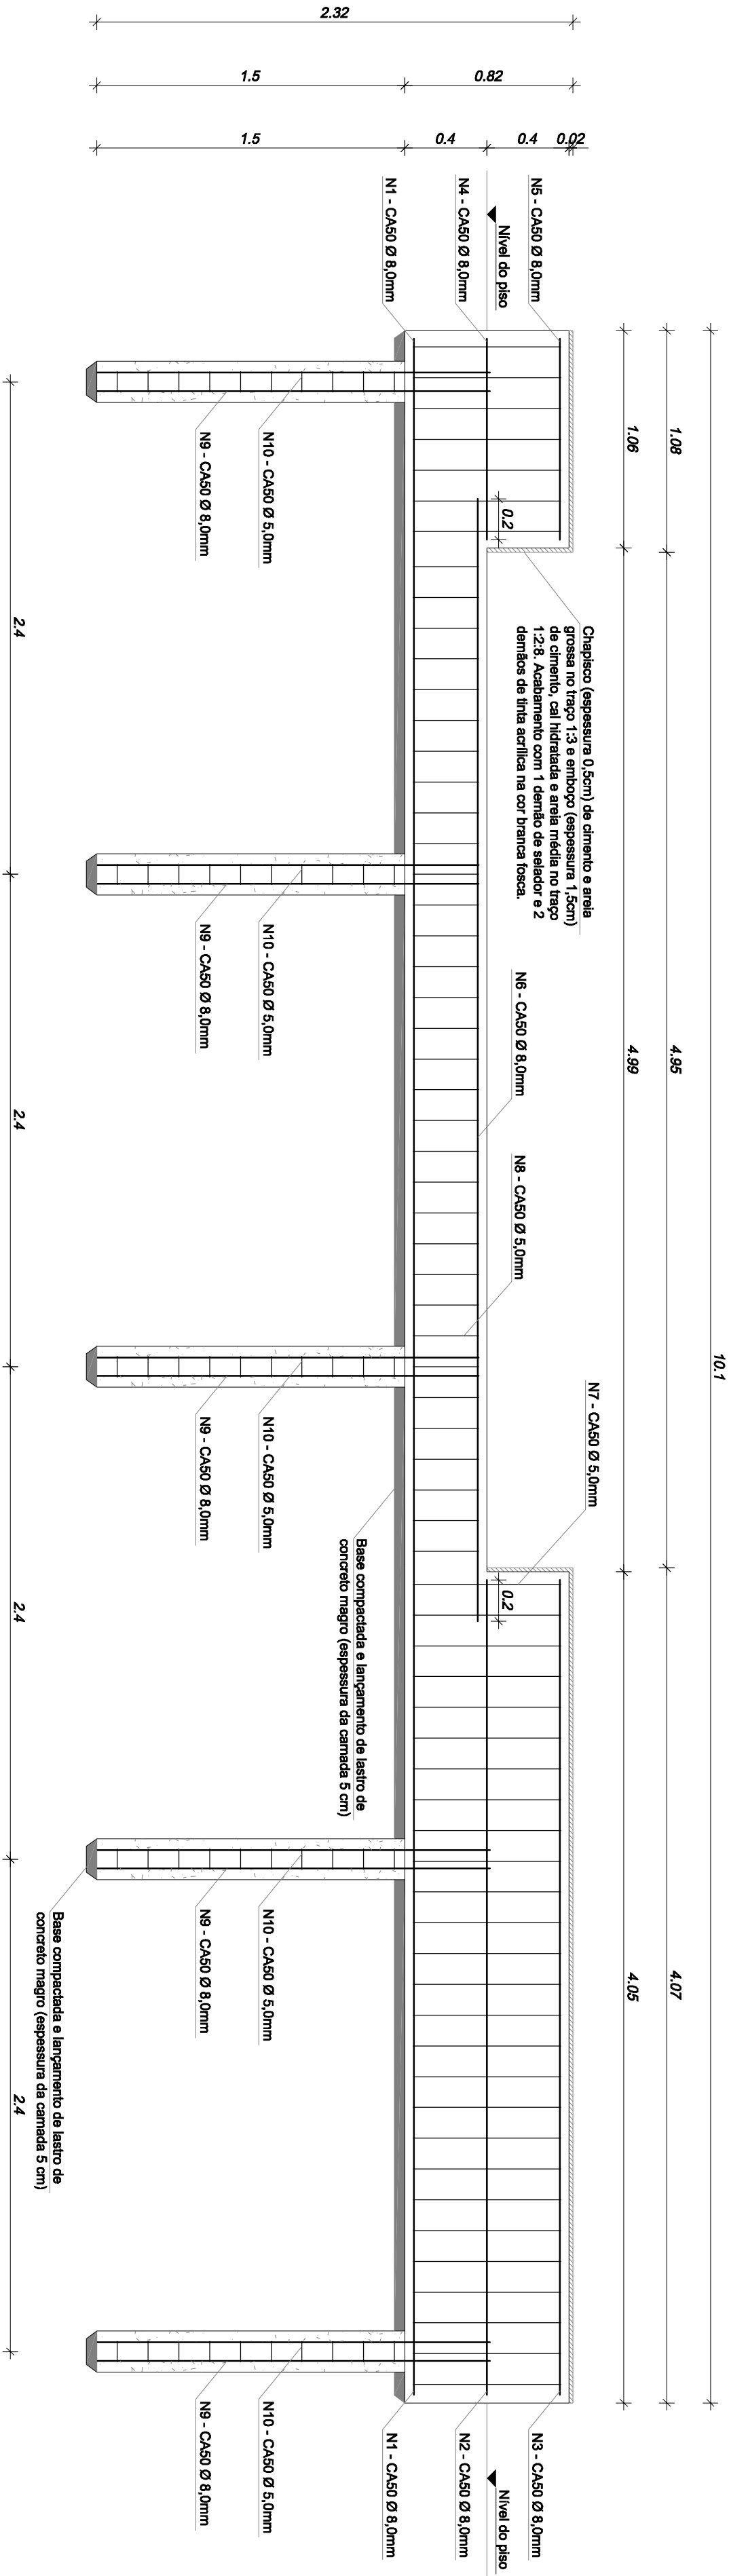 10.1
1.08
4.95
4.07
1.06
4.99
4.05
2.32
0.82
1.5
0.02
0.4
0.4
1.5
N7 - CA50 Ø 5,0mm
Chapisco (espessura 0,5cm) de cimento e areia
grossa no traço 1:3 e emboço (espessura 1,5cm)
de cimento, cal hidratada e areia média no traço
1:2:8. Acabamento com 1 demão de selador e 2
demãos de tinta acrílica na cor branca fosca.
N5 - CA50 Ø 8,0mm
N6 - CA50 Ø 8,0mm
N8 - CA50 Ø 5,0mm
N3 - CA50 Ø 8,0mm
Nível do piso
0.2
0.2
Nível do piso
N4 - CA50 Ø 8,0mm
N2 - CA50 Ø 8,0mm
N1 - CA50 Ø 8,0mm
N1 - CA50 Ø 8,0mm
Base compactada e lançamento de lastro de
concreto magro (espessura da camada 5 cm)
N10 - CA50 Ø 5,0mm
N10 - CA50 Ø 5,0mm
N10 - CA50 Ø 5,0mm
N10 - CA50 Ø 5,0mm
N10 - CA50 Ø 5,0mm
N9 - CA50 Ø 8,0mm
N9 - CA50 Ø 8,0mm
N9 - CA50 Ø 8,0mm
N9 - CA50 Ø 8,0mm
N9 - CA50 Ø 8,0mm
Base compactada e lançamento de lastro de
concreto magro (espessura da camada 5 cm)
2.4
2.4
2.4
2.4